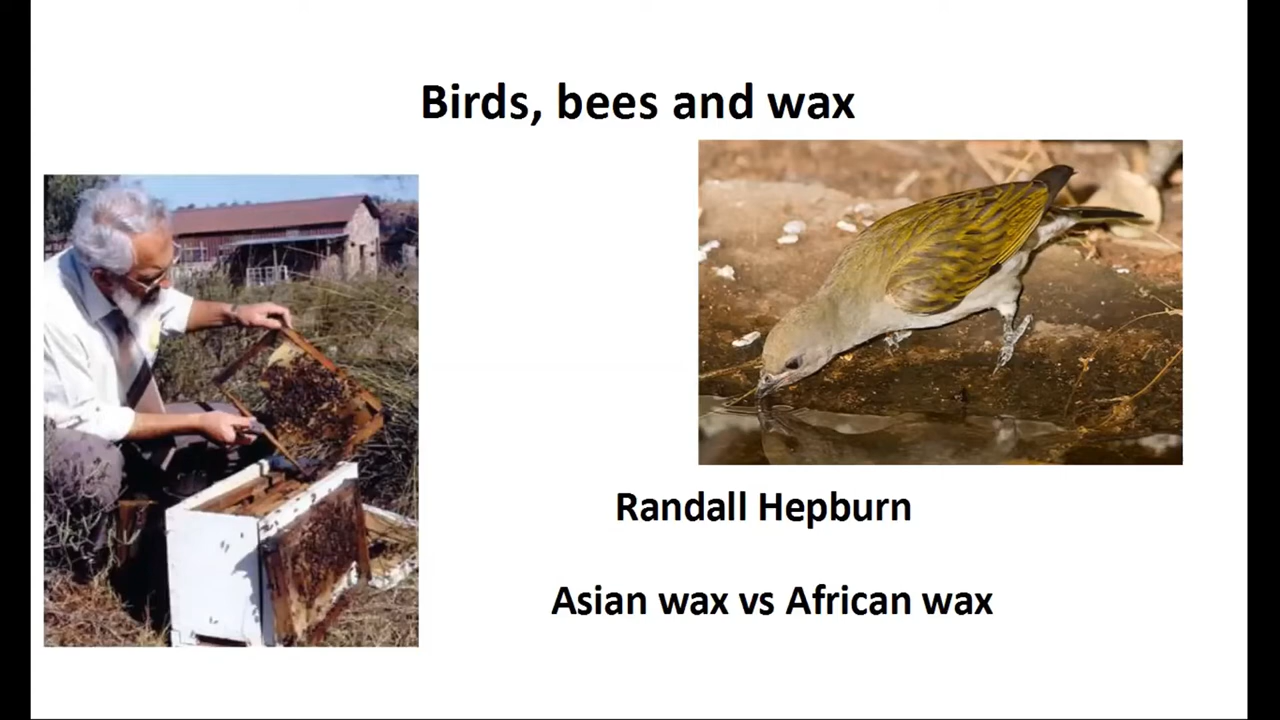 Birds, bees and wax
Randall Hepburn
Asian wax vs African wax